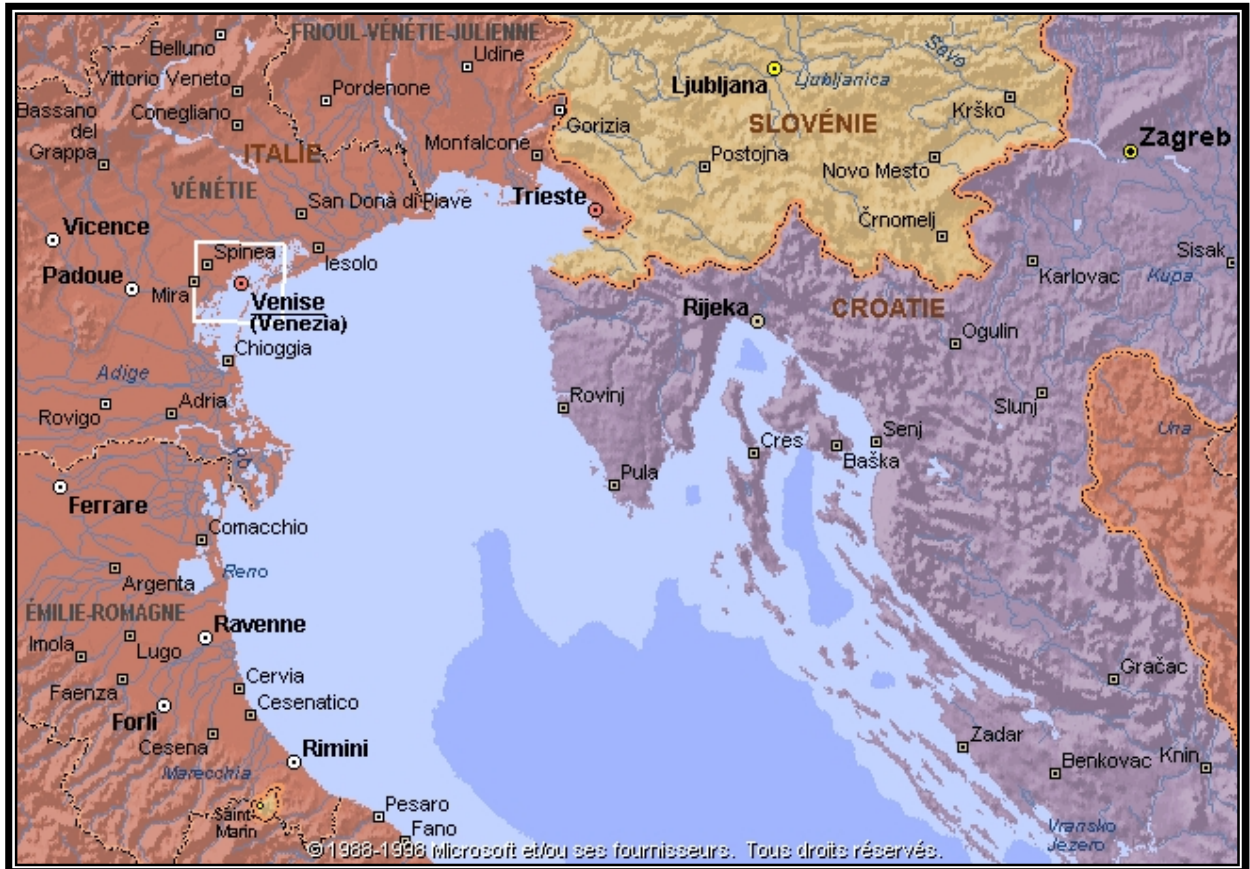 FRIOUL-VÉNÉTIE-JULIENNE
Belluno
Udine
Save
Vittorio Veneto
Ljubljana
Ljubljanica
Pordenone
Bassano
del
Grappa
Conegliano
Gorizia
SLOVÉNIE
Krško
Zagreb
Monfalcone
ITALIE
Postojna
Novo Mesto
VÉNÉTIE
San Donà di Piave
Trieste
Črnomelj
Vicence
Spinea
Iesolo
Sisak
Padoue
Mira
Karlovac
Kupa
Venise
(Venezia)
Rijeka
CROATIE
Ogulin
Chioggia
Adige
Rovigo
Adria
Rovinj
Slunj
Una
Senj
Cres
Baška
Po
Pula
Ferrare
Comacchio
Argenta
Reno
ÉMILIE-ROMAGNE
Ravenne
Imola
Lugo
Gračac
Faenza
Cervia
Forlì
Cesenatico
Cesena
Rimini
Zadar
Benkovac
Knin
Marecchia
Saint-
Marin
Pesaro
Fano
Vransko
Jezero
© 1988-1998 Microsoft et/ou ses fournisseurs. Tous droits réservés.